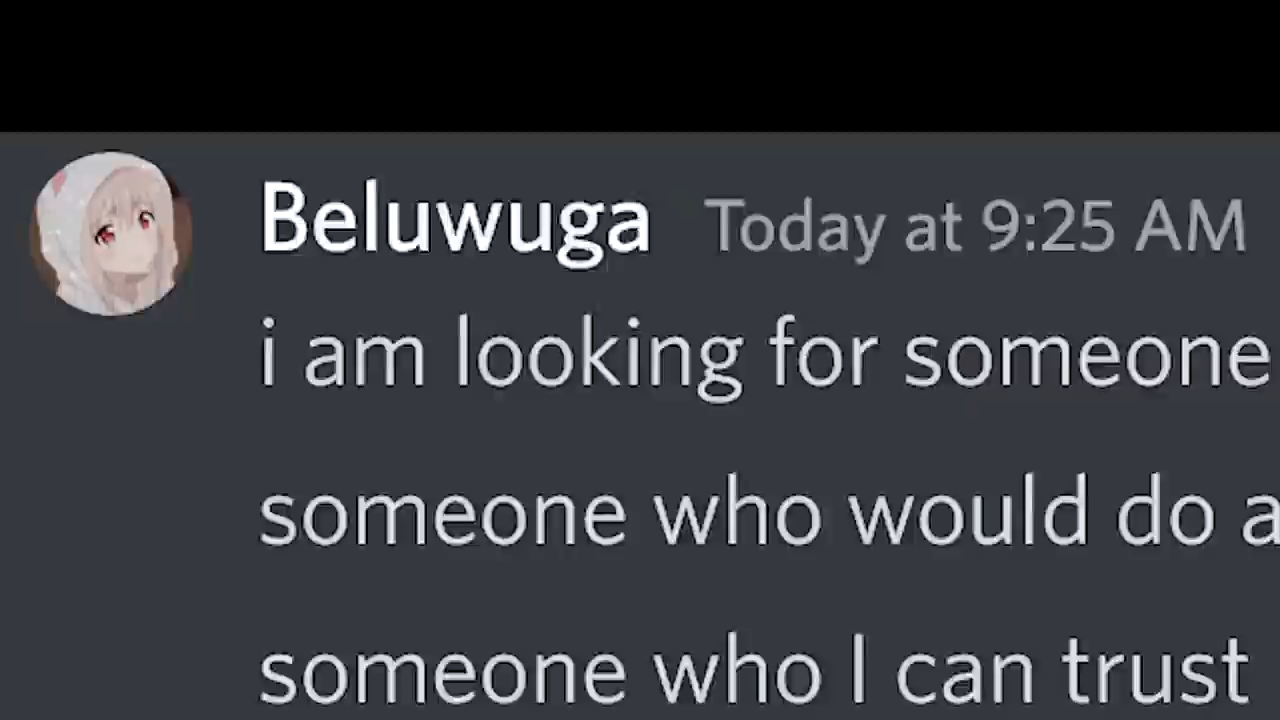 Beluwuga Today at 9:25 AM
i am looking for someone
someone who would do a
someone who I can trust